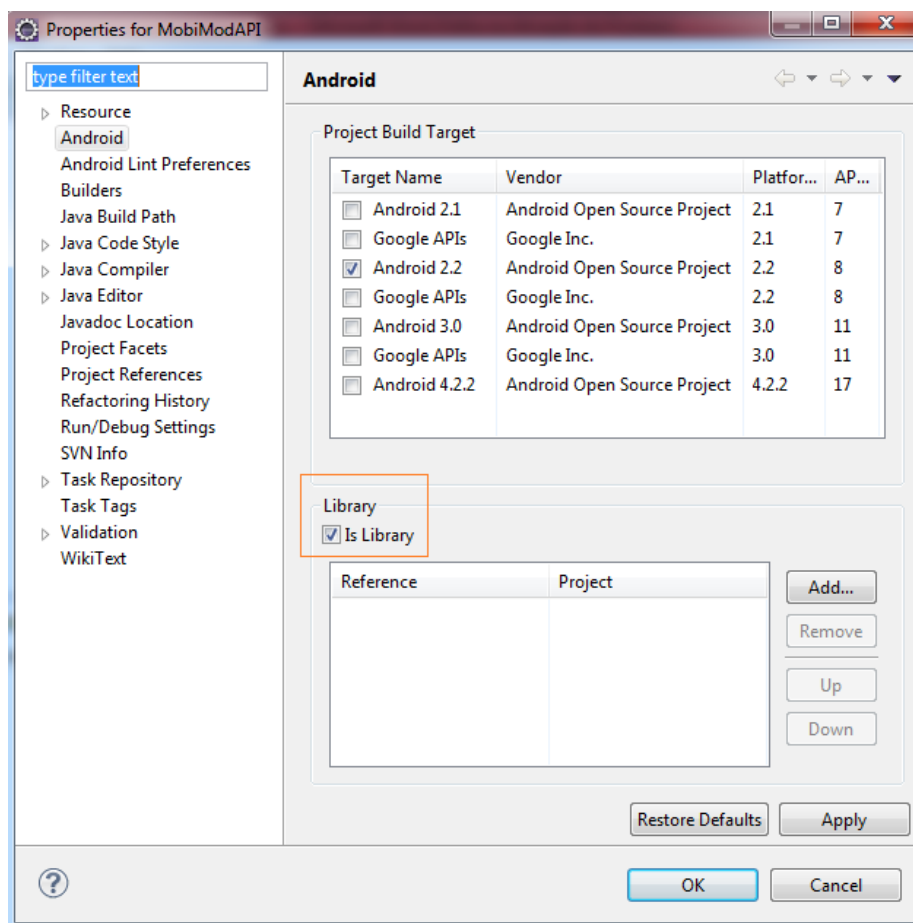 Properties for MobiModAPI
type filter text
Resource
Android
Android Lint Preferences
Builders
Java Build Path
Java Code Style
Java Compiler
Java Editor
Javadoc Location
Project Facets
Project References
Refactoring History
Run/Debug Settings
SVN Info
Task Repository
Task Tags
Validation
WikiText
Android
Project Build Target
Target Name Vendor Platfor... AP...
Android 2.1 Android Open Source Project 2.1 7
Google APIs Google Inc. 2.1 7
Android 2.2 Android Open Source Project 2.2 8
Google APIs Google Inc. 2.2 8
Android 3.0 Android Open Source Project 3.0 11
Google APIs Google Inc. 3.0 11
Android 4.2.2 Android Open Source Project 4.2.2 17
Library
Is Library
Reference Project
Add...
Remove
Up
Down
Restore Defaults Apply
? OK Cancel